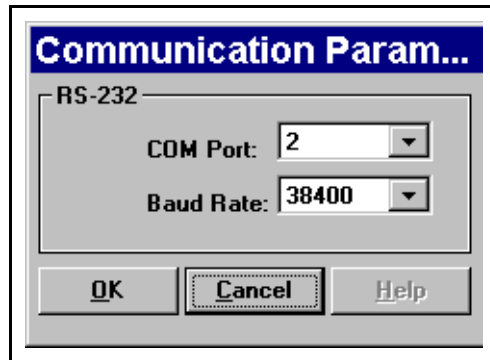 Communication Param...
RS-232
COM Port: 2
Baud Rate: 38400
OK Cancel Help